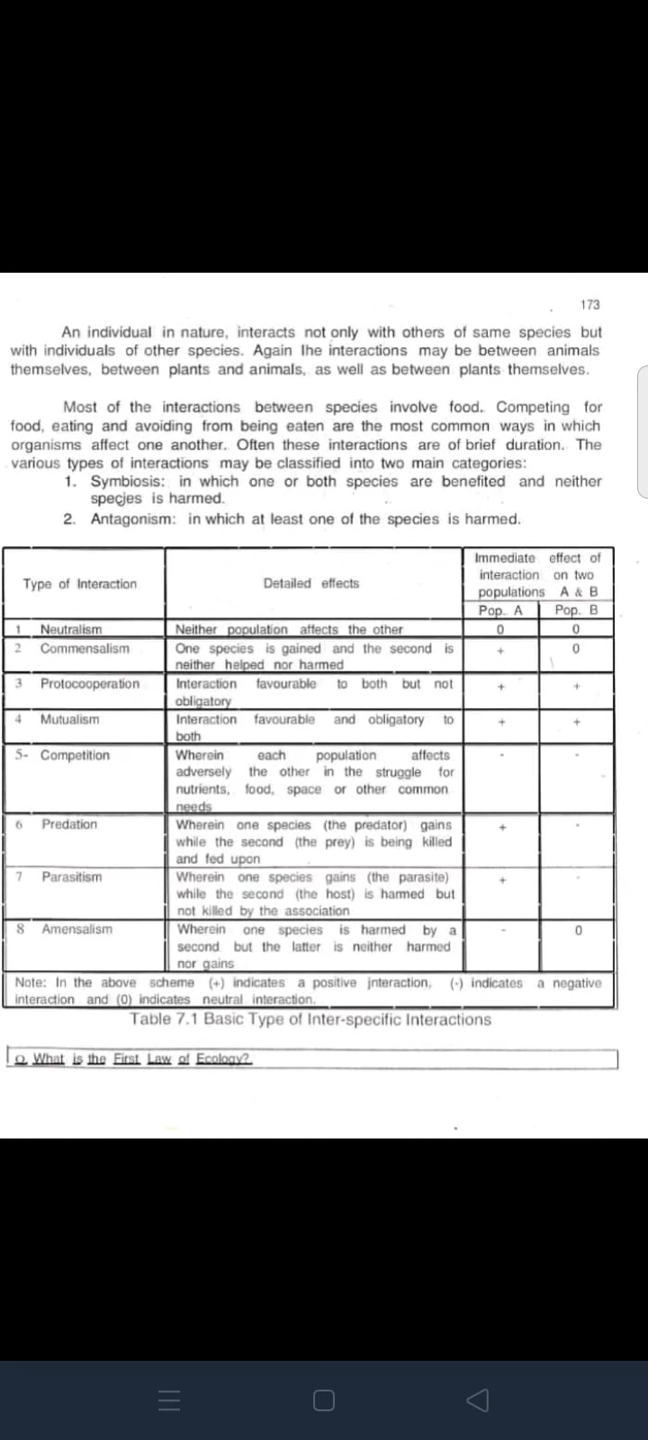 173
An individual in nature, interacts not only with others of same species but
with individuals of other species. Again Ihe interactions may be between animals
themselves, between plants and animals, as well as between plants themselves.
Most of the interactions between species involve food. Competing for
food, eating and avoiding from being eaten are the most common ways in which
organisms affect one another. Often these interactions are of brief duration. The
various types of interactions may be classified into two main categories:
1. Symbiosis: in which one or both species are benefited and neither
species is harmed.
2. Antagonism: in which at least one of the species is harmed.
Type of Interaction
Detailed effects
Immediate effect of
interaction on two
populations A & B
Pop. A Pop. B
1 Neutralism
Neither population affects the other
0 0
2 Commensalism
One species is gained and the second is
neither helped nor harmed
+ 0
3 Protocooperation
Interaction favourable to both but not
obligatory
+ +
4 Mutualism
Interaction favourable and obligatory to
both
+ +
5- Competition
Wherein each population affects
adversely the other in the struggle for
nutrients, food, space or other common
needs
- -
6 Predation
Wherein one species (the predator) gains
while the second (the prey) is being killed
and fed upon
+ -
7 Parasitism
Wherein one species gains (the parasite)
while the second (the host) is harmed but
not killed by the association
+ -
8 Amensalism
Wherein one species is harmed by a
second but the latter is neither harmed
nor gains
- 0
Note: In the above scheme (+) indicates a positive jnteraction, (-) indicates a negative
interaction and (0) indicates neutral interaction.
Table 7.1 Basic Type of Inter-specific Interactions
Q. What is the First Law of Ecology?